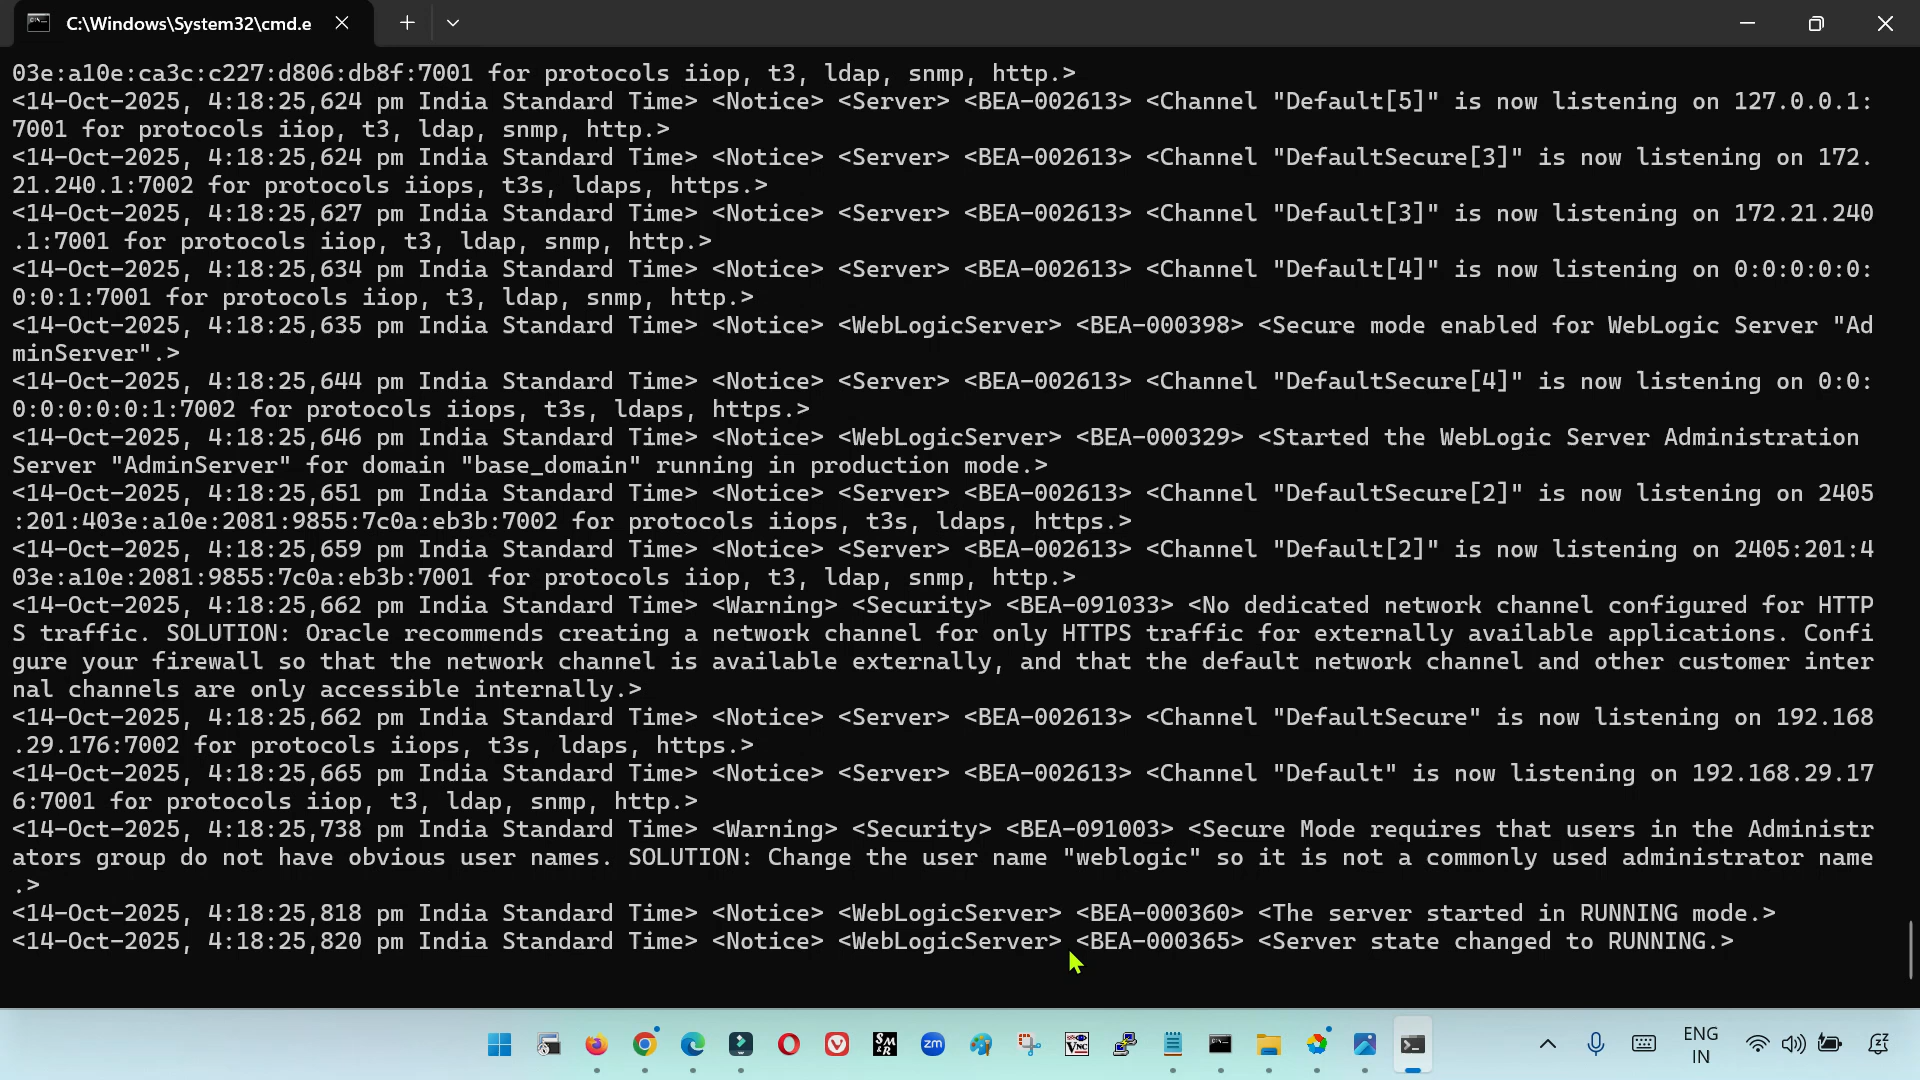 C:\Windows\System32\cmd.e
03e:a10e:ca3c:c227:d806:db8f:7001 for protocols iiop, t3, ldap, snmp, http.>
<14-Oct-2025, 4:18:25,624 pm India Standard Time> <Notice> <Server> <BEA-002613> <Channel "Default[5]" is now listening on 127.0.0.1:
7001 for protocols iiop, t3, ldap, snmp, http.>
<14-Oct-2025, 4:18:25,624 pm India Standard Time> <Notice> <Server> <BEA-002613> <Channel "DefaultSecure[3]" is now listening on 172.
21.240.1:7002 for protocols iiops, t3s, ldaps, https.>
<14-Oct-2025, 4:18:25,627 pm India Standard Time> <Notice> <Server> <BEA-002613> <Channel "Default[3]" is now listening on 172.21.240
.1:7001 for protocols iiop, t3, ldap, snmp, http.>
<14-Oct-2025, 4:18:25,634 pm India Standard Time> <Notice> <Server> <BEA-002613> <Channel "Default[4]" is now listening on 0:0:0:0:0:
0:0:1:7001 for protocols iiop, t3, ldap, snmp, http.>
<14-Oct-2025, 4:18:25,635 pm India Standard Time> <Notice> <WebLogicServer> <BEA-000398> <Secure mode enabled for WebLogic Server "Ad
minServer".>
<14-Oct-2025, 4:18:25,644 pm India Standard Time> <Notice> <Server> <BEA-002613> <Channel "DefaultSecure[4]" is now listening on 0:0:
0:0:0:0:0:1:7002 for protocols iiops, t3s, ldaps, https.>
<14-Oct-2025, 4:18:25,646 pm India Standard Time> <Notice> <WebLogicServer> <BEA-000329> <Started the WebLogic Server Administration
Server "AdminServer" for domain "base_domain" running in production mode.>
<14-Oct-2025, 4:18:25,651 pm India Standard Time> <Notice> <Server> <BEA-002613> <Channel "DefaultSecure[2]" is now listening on 2405
:201:403e:a10e:2081:9855:7c0a:eb3b:7002 for protocols iiops, t3s, ldaps, https.>
<14-Oct-2025, 4:18:25,659 pm India Standard Time> <Notice> <Server> <BEA-002613> <Channel "Default[2]" is now listening on 2405:201:4
03e:a10e:2081:9855:7c0a:eb3b:7001 for protocols iiop, t3, ldap, snmp, http.>
<14-Oct-2025, 4:18:25,662 pm India Standard Time> <Warning> <Security> <BEA-091033> <No dedicated network channel configured for HTTP
S traffic. SOLUTION: Oracle recommends creating a network channel for only HTTPS traffic for externally available applications. Confi
gure your firewall so that the network channel is available externally, and that the default network channel and other customer inter
nal channels are only accessible internally.>
<14-Oct-2025, 4:18:25,662 pm India Standard Time> <Notice> <Server> <BEA-002613> <Channel "DefaultSecure" is now listening on 192.168
.29.176:7002 for protocols iiops, t3s, ldaps, https.>
<14-Oct-2025, 4:18:25,665 pm India Standard Time> <Notice> <Server> <BEA-002613> <Channel "Default" is now listening on 192.168.29.17
6:7001 for protocols iiop, t3, ldap, snmp, http.>
<14-Oct-2025, 4:18:25,738 pm India Standard Time> <Warning> <Security> <BEA-091003> <Secure Mode requires that users in the Administr
ators group do not have obvious user names. SOLUTION: Change the user name "weblogic" so it is not a commonly used administrator name
.>
<14-Oct-2025, 4:18:25,818 pm India Standard Time> <Notice> <WebLogicServer> <BEA-000360> <The server started in RUNNING mode.>
<14-Oct-2025, 4:18:25,820 pm India Standard Time> <Notice> <WebLogicServer> <BEA-000365> <Server state changed to RUNNING.>
SM
&R
zm
VNC
ENG
IN